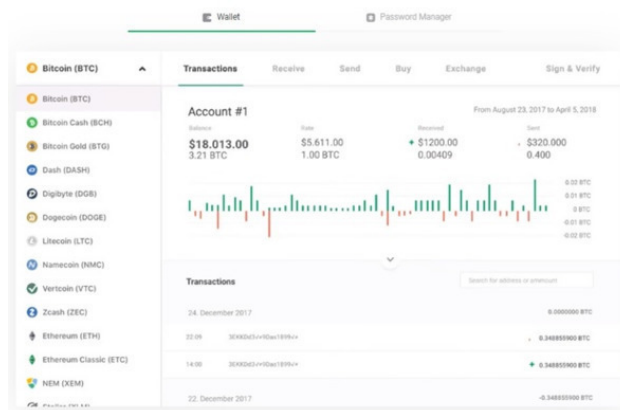 Wallet
Password Manager
Bitcoin (BTC)
Transactions
Receive
Send
Buy
Exchange
Sign & Verify
Bitcoin (BTC)
Bitcoin Cash (BCH)
Bitcoin Gold (BTG)
Dash (DASH)
Digibyte (DGB)
Dogecoin (DOGE)
Litecoin (LTC)
Namecoin (NMC)
Vertcoin (VTC)
Zcash (ZEC)
Ethereum (ETH)
Ethereum Classic (ETC)
NEM (XEM)
Account #1
From August 23, 2017 to April 5, 2018
Balance
Rate
Received
Sent
$18.013.00
$5.611.00
+ $1200.00
- $320.000
3.21 BTC
1.00 BTC
0.00409
0.400
0.02 BTC
0.01 BTC
0 BTC
-0.01 BTC
-0.02 BTC
Transactions
Search for address or
24. December 2017
0.0000000 BTC
22:09
0.348855900 BTC
14:00
+ 0.348855900 BTC
22. December 2017
-0.348855900 BTC